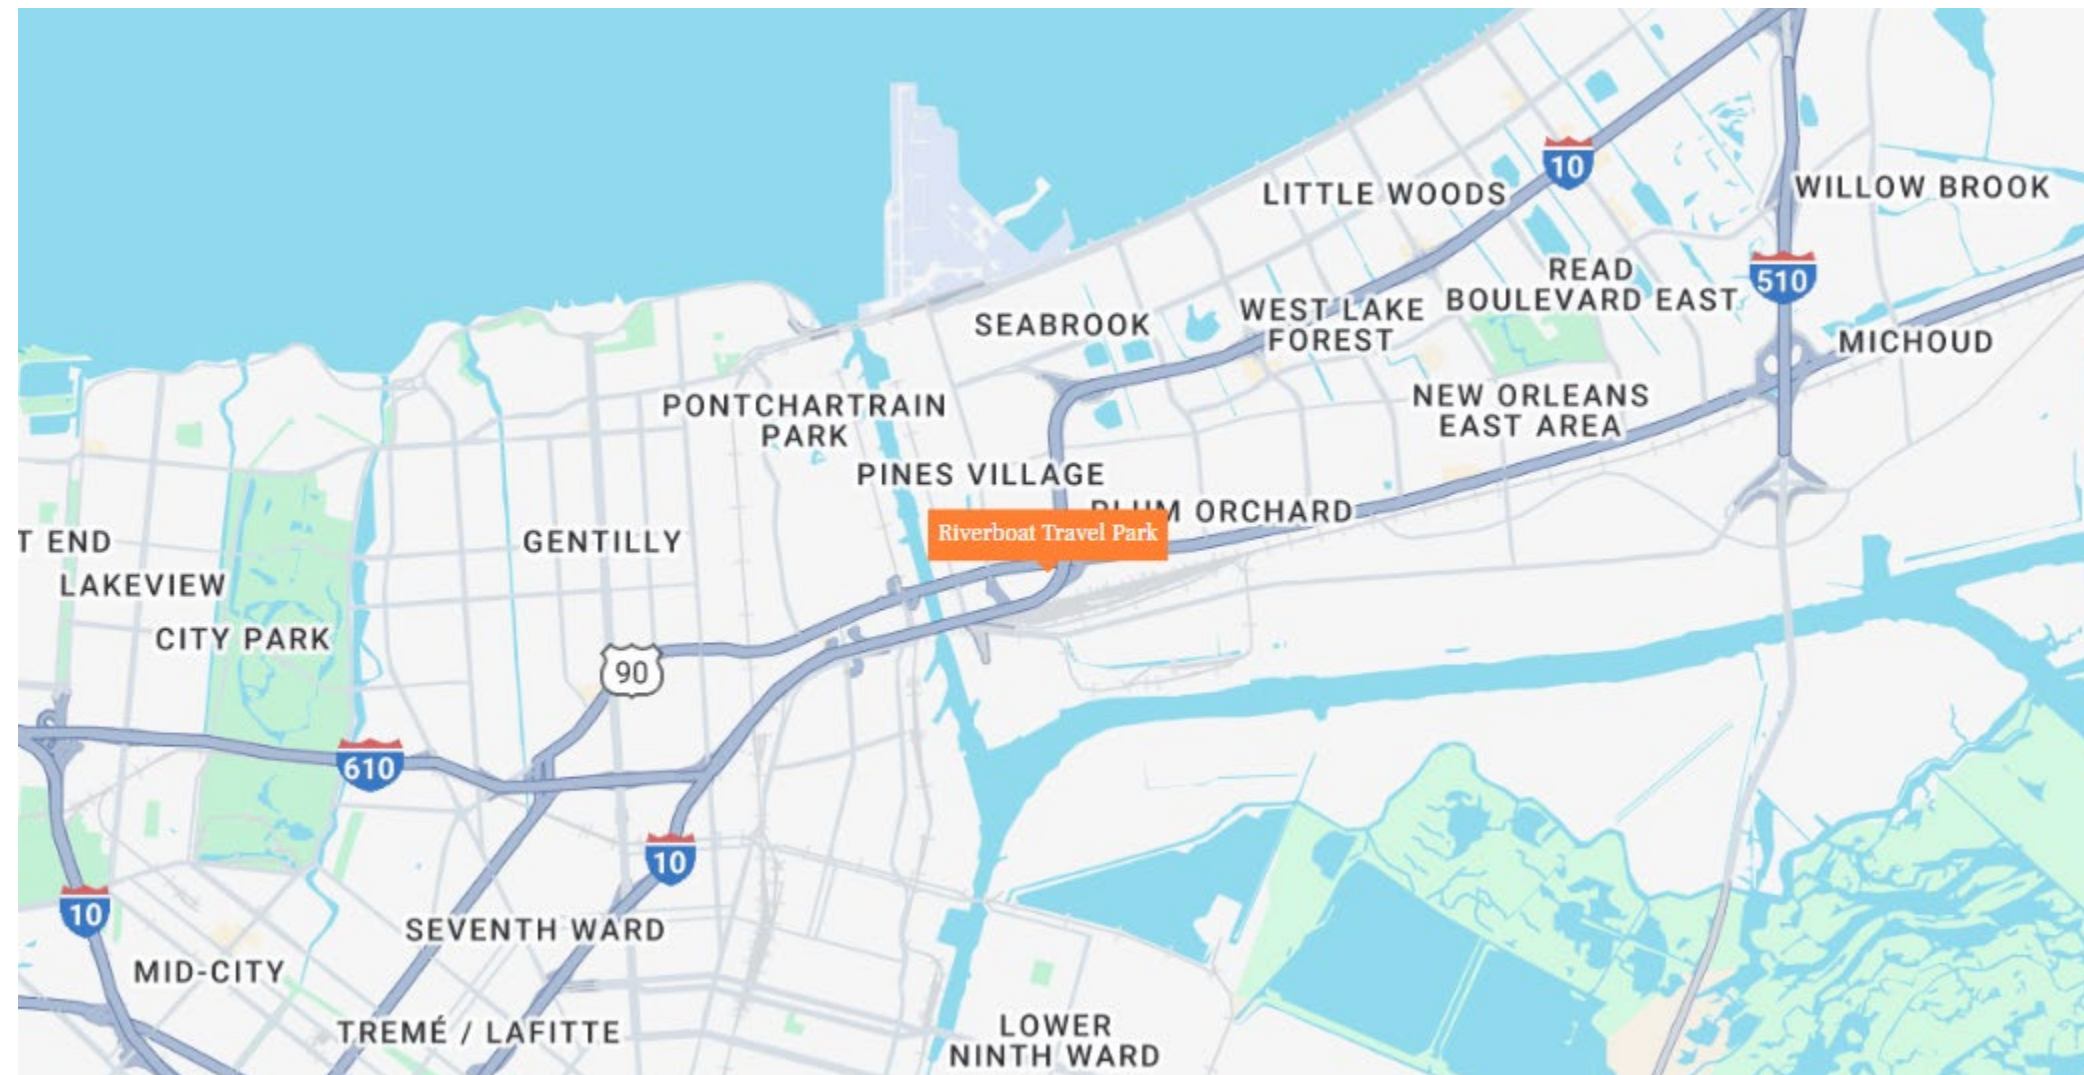 10
LITTLE WOODS
WILLOW BROOK
READ
BOULEVARD EAST
510
WEST LAKE
FOREST
SEABROOK
MICHOUD
PONTCHARTRAIN
PARK
NEW ORLEANS
EAST AREA
PINES VILLAGE
PLUM ORCHARD
Riverboat Travel Park
T END
GENTILLY
LAKEVIEW
CITY PARK
90
610
10
10
SEVENTH WARD
MID-CITY
TREMÉ / LAFITTE
LOWER
NINTH WARD